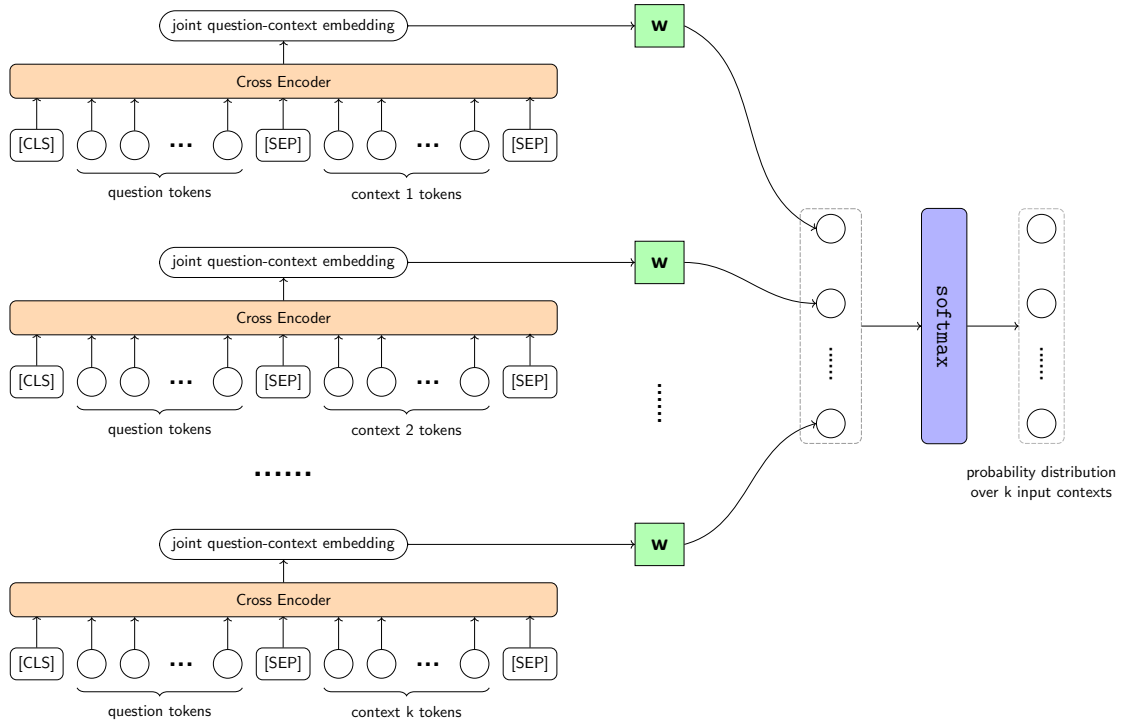 joint question-context embedding
w
Cross Encoder
[CLS] ... [SEP] ... [SEP]
question tokens
context 1 tokens
joint question-context embedding
w
Cross Encoder
[CLS] ... [SEP] ... [SEP]
question tokens
context 2 tokens
......
......
joint question-context embedding
w
Cross Encoder
[CLS] ... [SEP] ... [SEP]
question tokens
context k tokens
......
softmax
......
probability distribution
over k input contexts